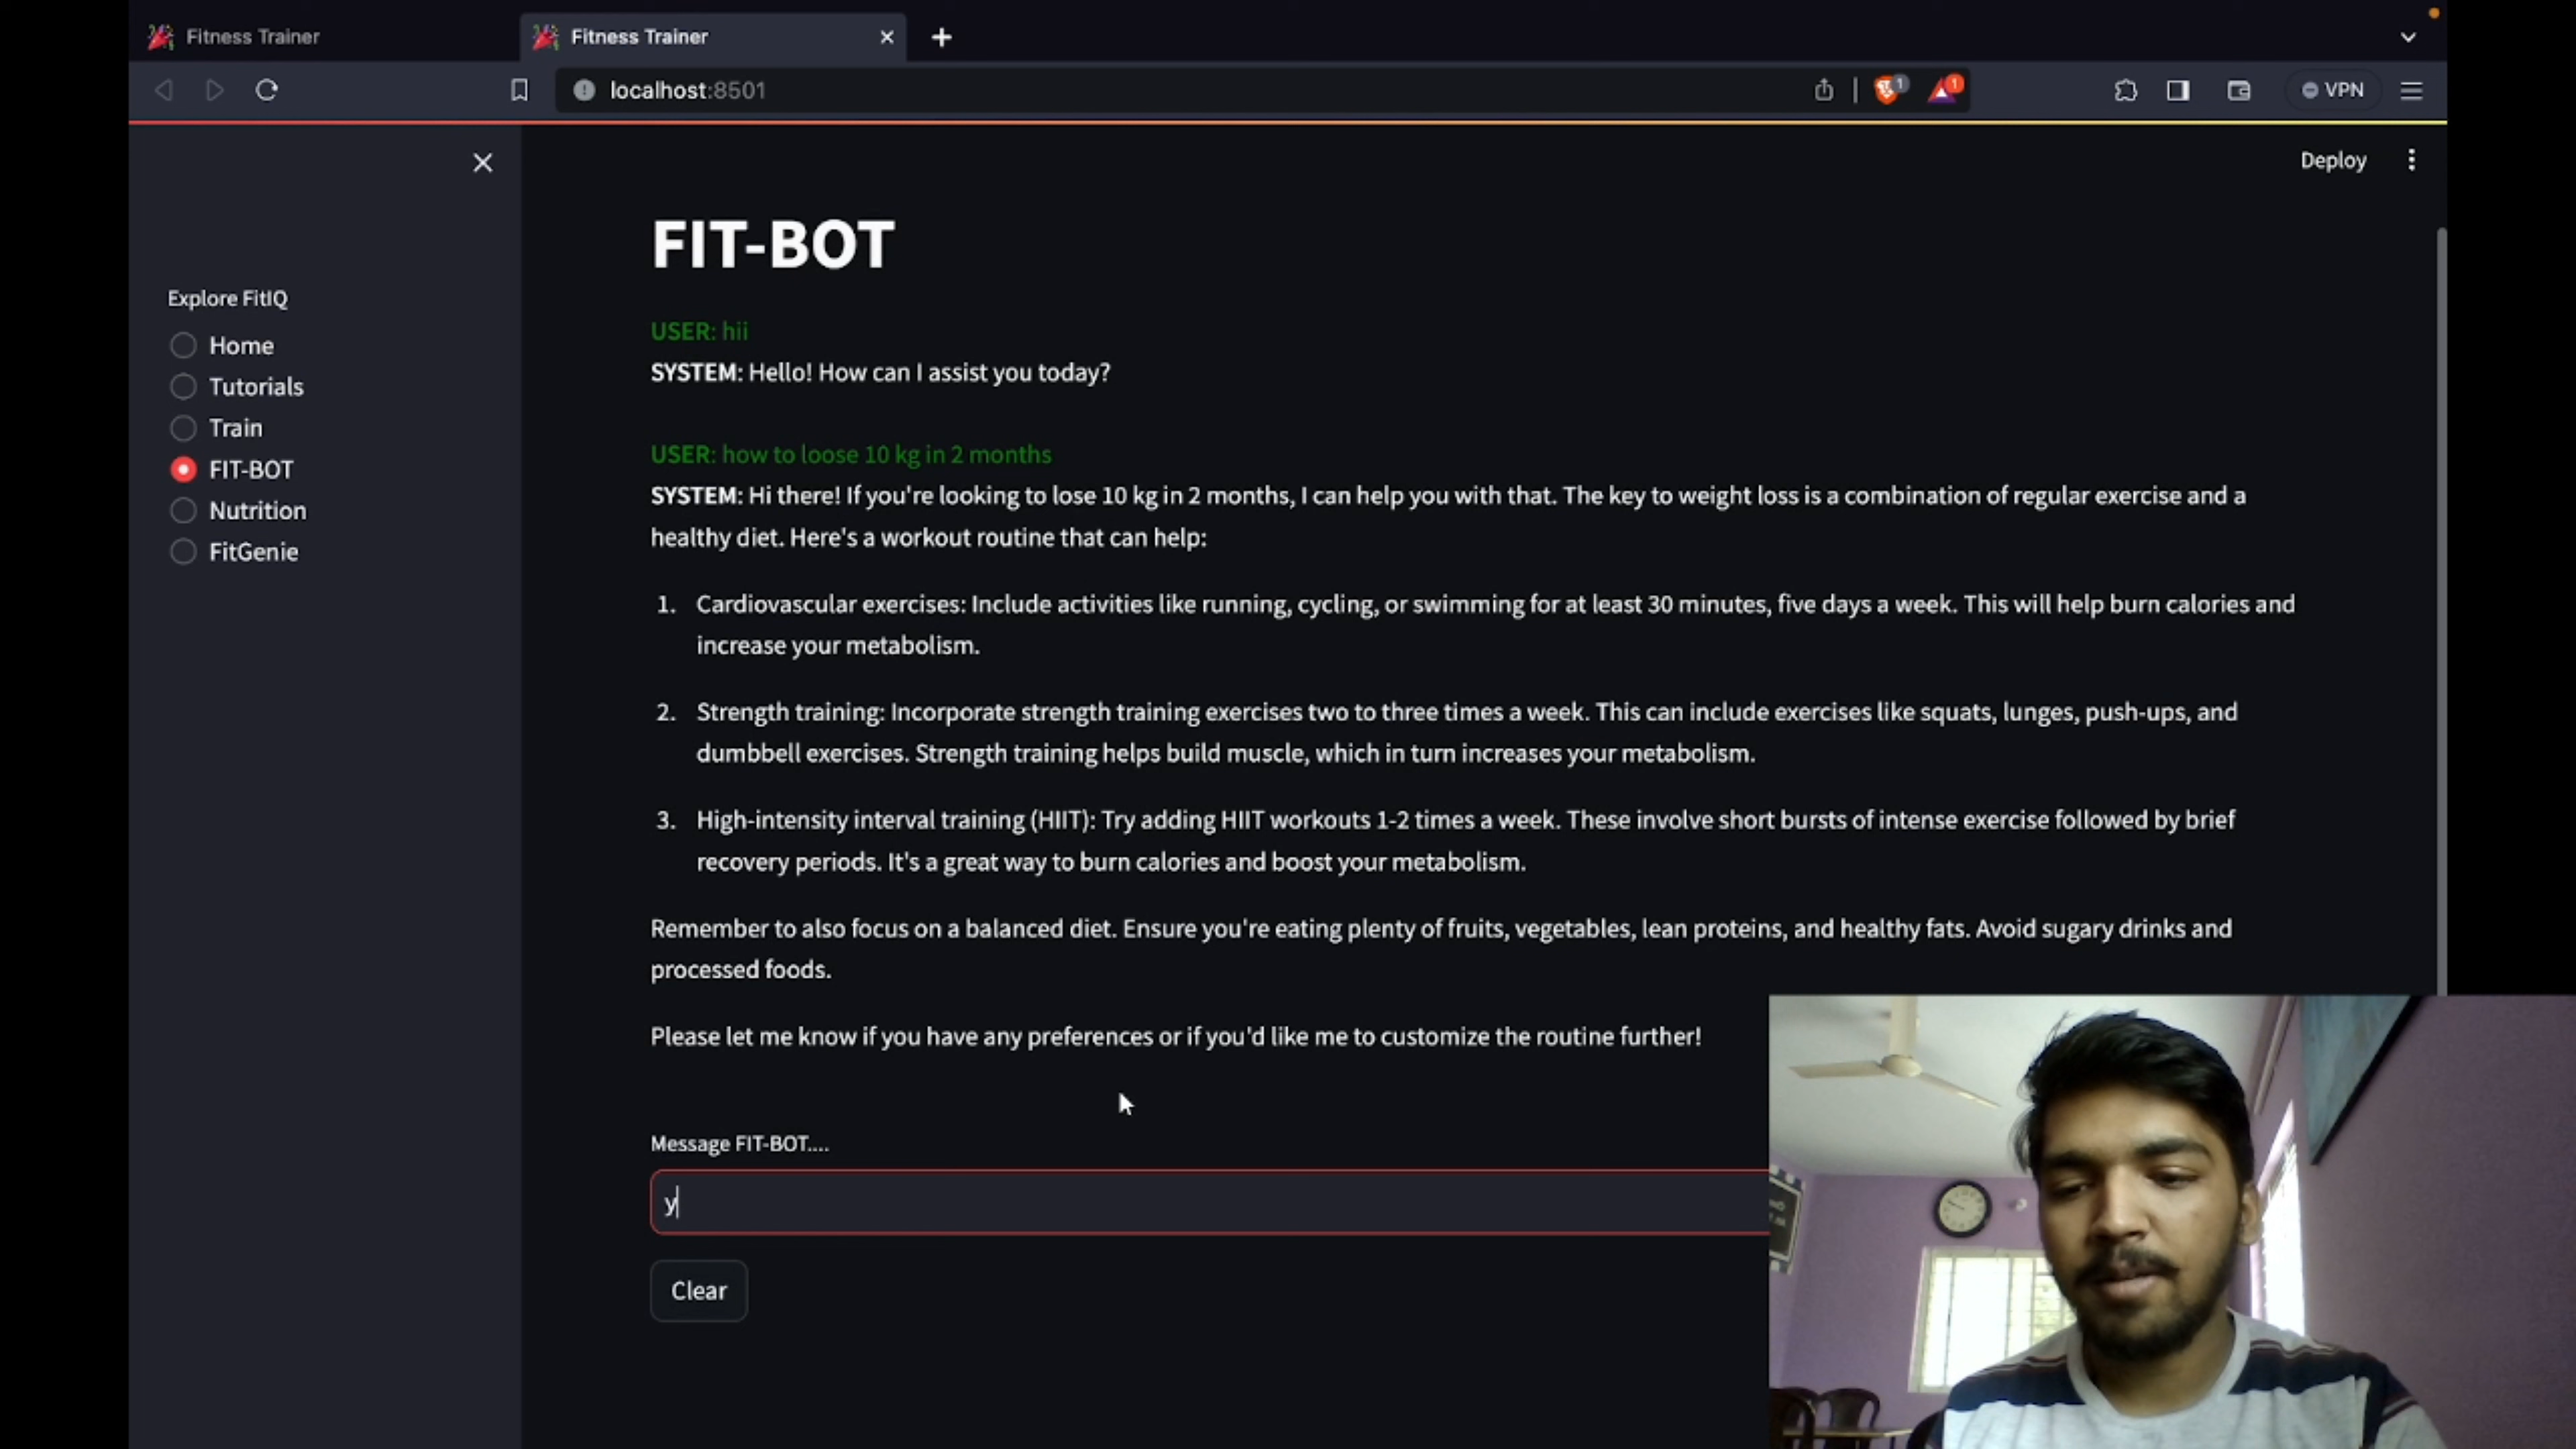 Fitness Trainer
Fitness Trainer
localhost:8501
1
1
VPN
Deploy
Explore FitIQ
Home
Tutorials
Train
FIT-BOT
Nutrition
FitGenie
FIT-BOT
USER: hii
SYSTEM: Hello! How can I assist you today?
USER: how to loose 10 kg in 2 months
SYSTEM: Hi there! If you're looking to lose 10 kg in 2 months, I can help you with that. The key to weight loss is a combination of regular exercise and a
healthy diet. Here's a workout routine that can help:
1. Cardiovascular exercises: Include activities like running, cycling, or swimming for at least 30 minutes, five days a week. This will help burn calories and
increase your metabolism.
2. Strength training: Incorporate strength training exercises two to three times a week. This can include exercises like squats, lunges, push-ups, and
dumbbell exercises. Strength training helps build muscle, which in turn increases your metabolism.
3. High-intensity interval training (HIIT): Try adding HIIT workouts 1-2 times a week. These involve short bursts of intense exercise followed by brief
recovery periods. It's a great way to burn calories and boost your metabolism.
Remember to also focus on a balanced diet. Ensure you're eating plenty of fruits, vegetables, lean proteins, and healthy fats. Avoid sugary drinks and
processed foods.
Please let me know if you have any preferences or if you'd like me to customize the routine further!
Message FIT-BOT....
y
Clear